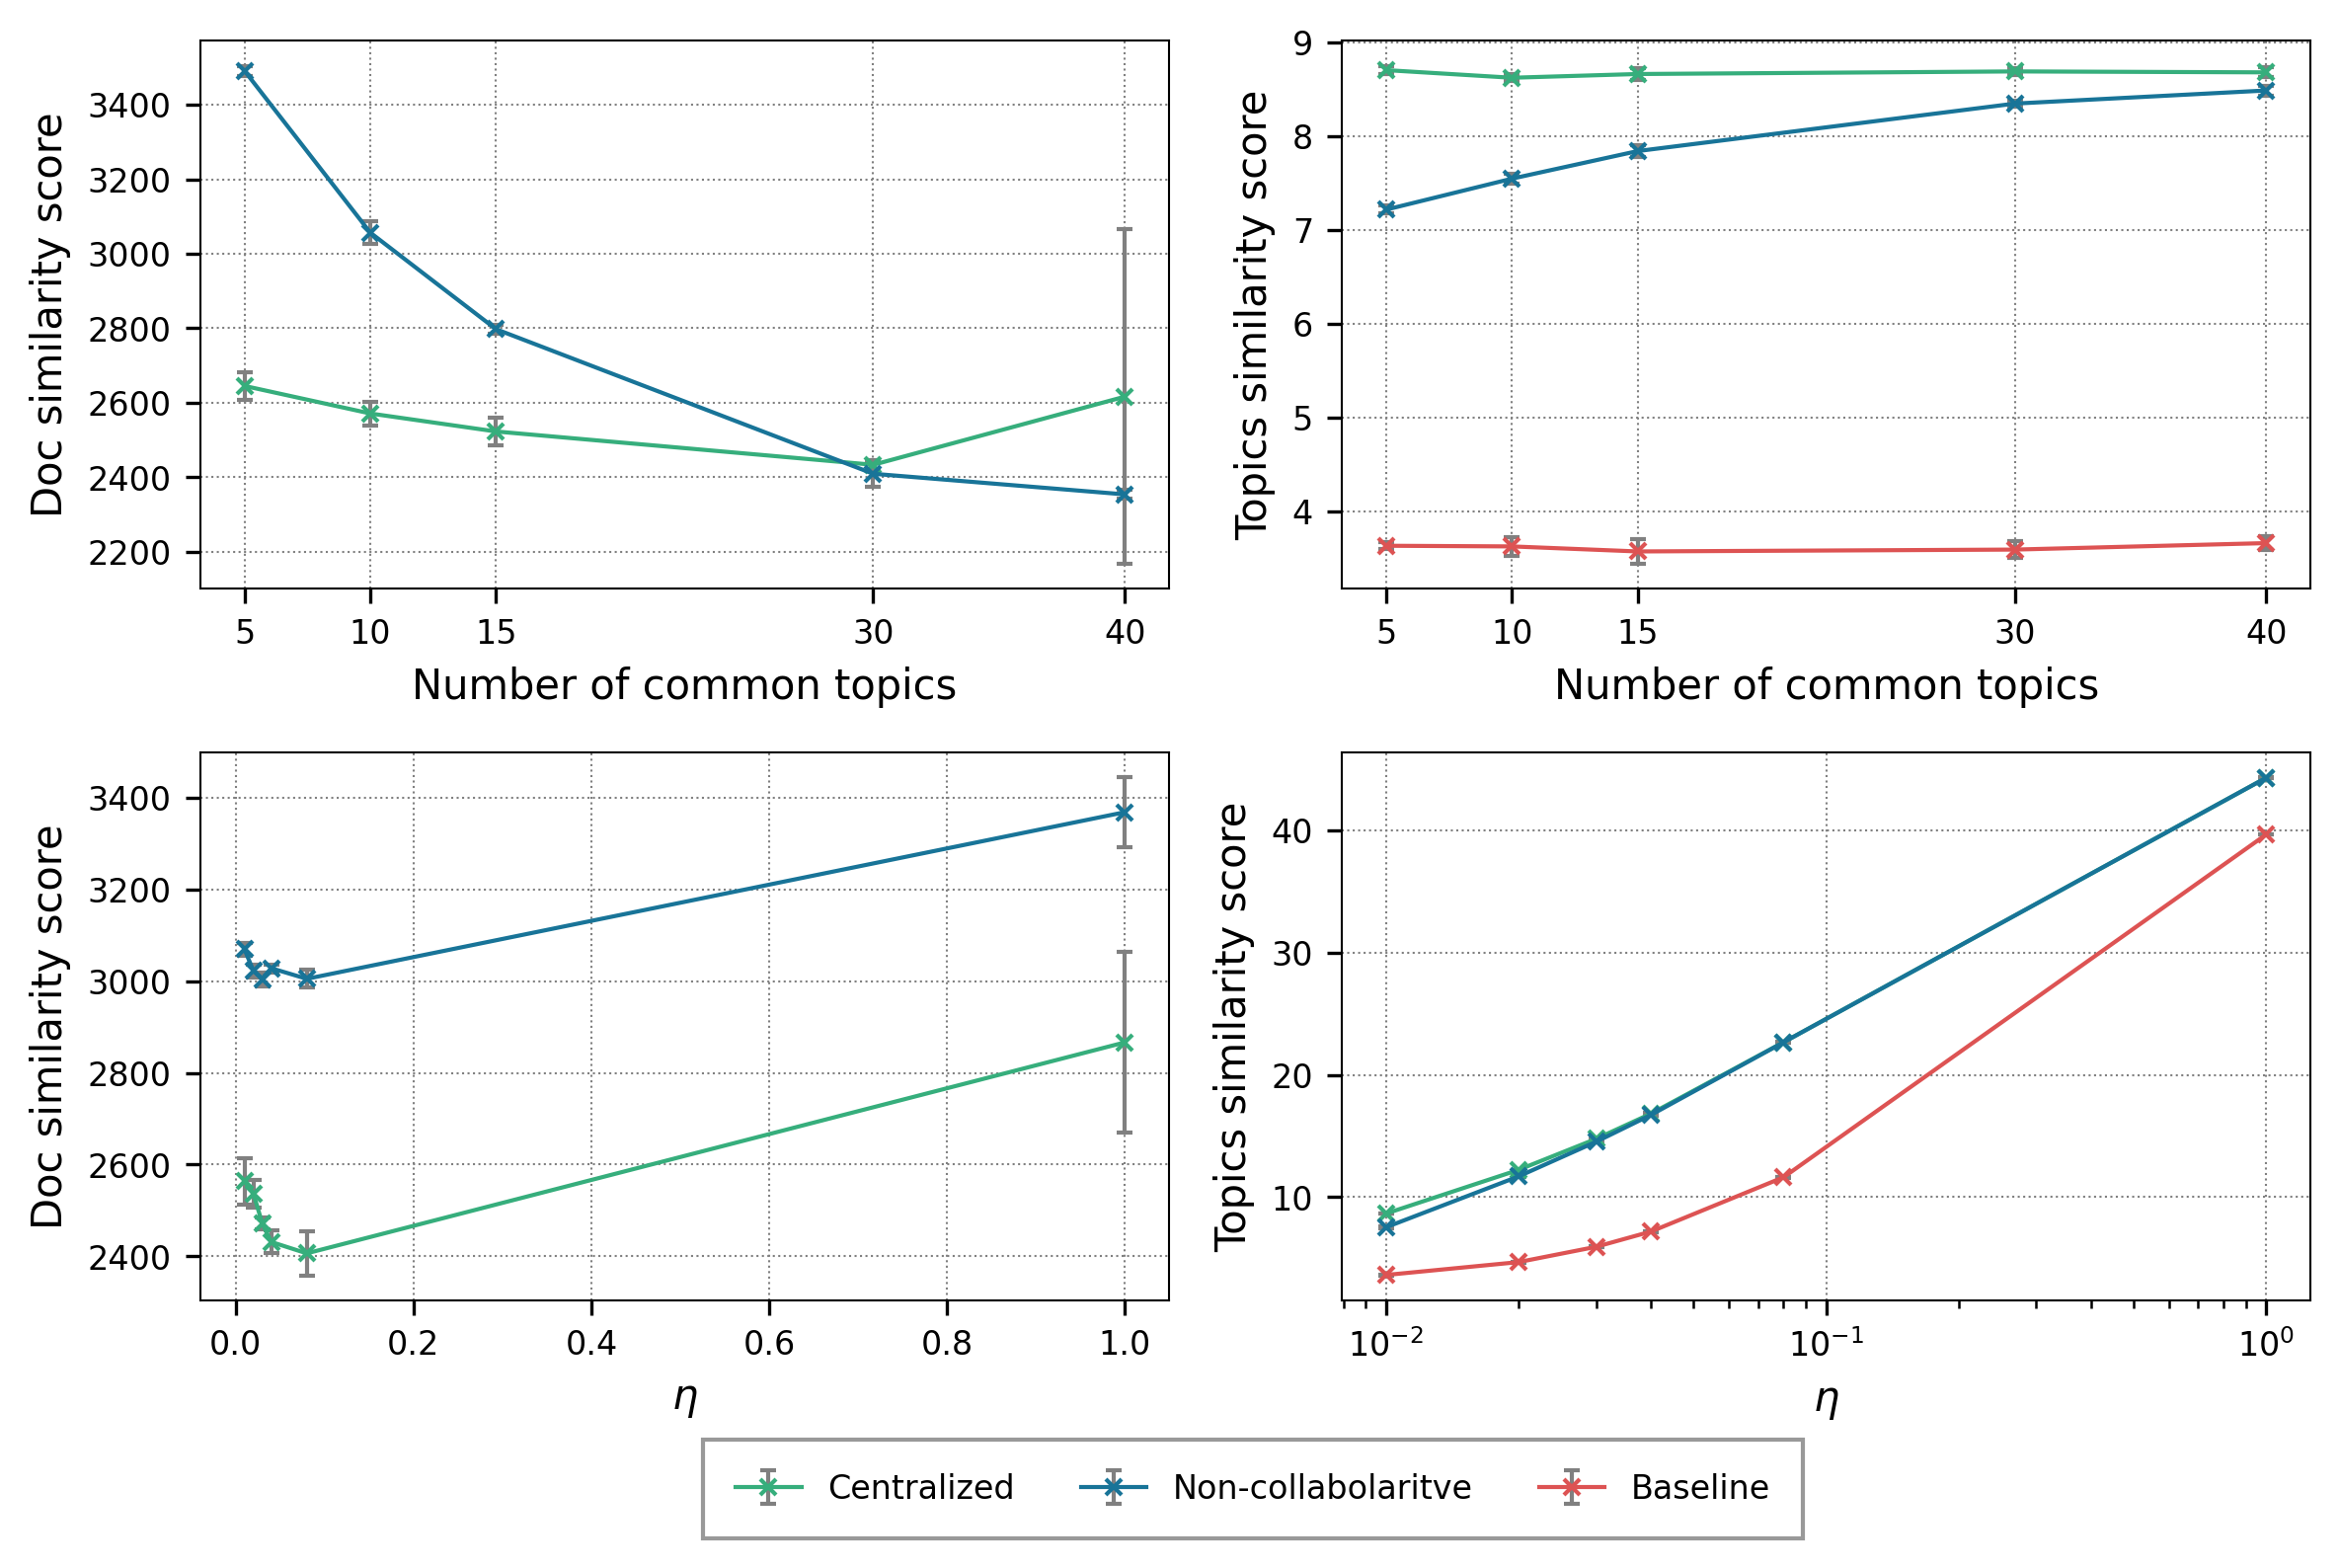 Doc similarity score
3400
3200
3000
2800
2600
2400
2200
5 10 15 30 40
Number of common topics
Topics similarity score
9
8
7
6
5
4
5 10 15 30 40
Number of common topics
Doc similarity score
3400
3200
3000
2800
2600
2400
0.0 0.2 0.4 0.6 0.8 1.0
η
Topics similarity score
40
30
20
10
10⁻² 10⁻¹ 10⁰
η
Centralized Non-collabolaritve Baseline